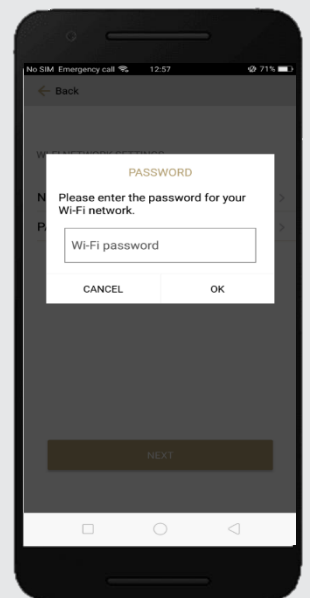 No SIM Emergency call 12:57 71%
Back
WI-FI NETWORK SETTINGS
PASSWORD
Please enter the password for your
Wi-Fi network.
Wi-Fi password
CANCEL OK
NEXT